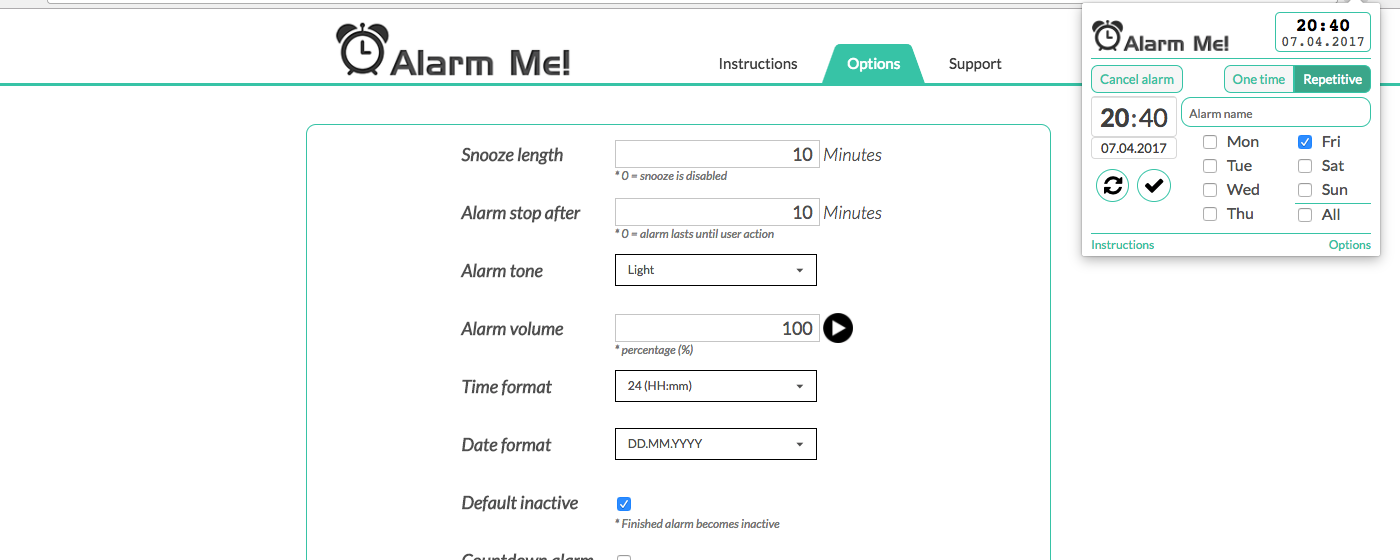 Alarm Me!
Instructions
Options
Support
Snooze length 10 Minutes
* 0 = snooze is disabled
Alarm stop after 10 Minutes
* 0 = alarm lasts until user action
Alarm tone Light
Alarm volume 100
* percentage (%)
Time format 24 (HH:mm)
Date format DD.MM.YYYY
Default inactive
* Finished alarm becomes inactive
Countdown alarm
Alarm Me!
20:40
07.04.2017
Cancel alarm
One time
Repetitive
20:40
07.04.2017
Alarm name
Mon
Tue
Wed
Thu
Fri
Sat
Sun
All
Instructions
Options